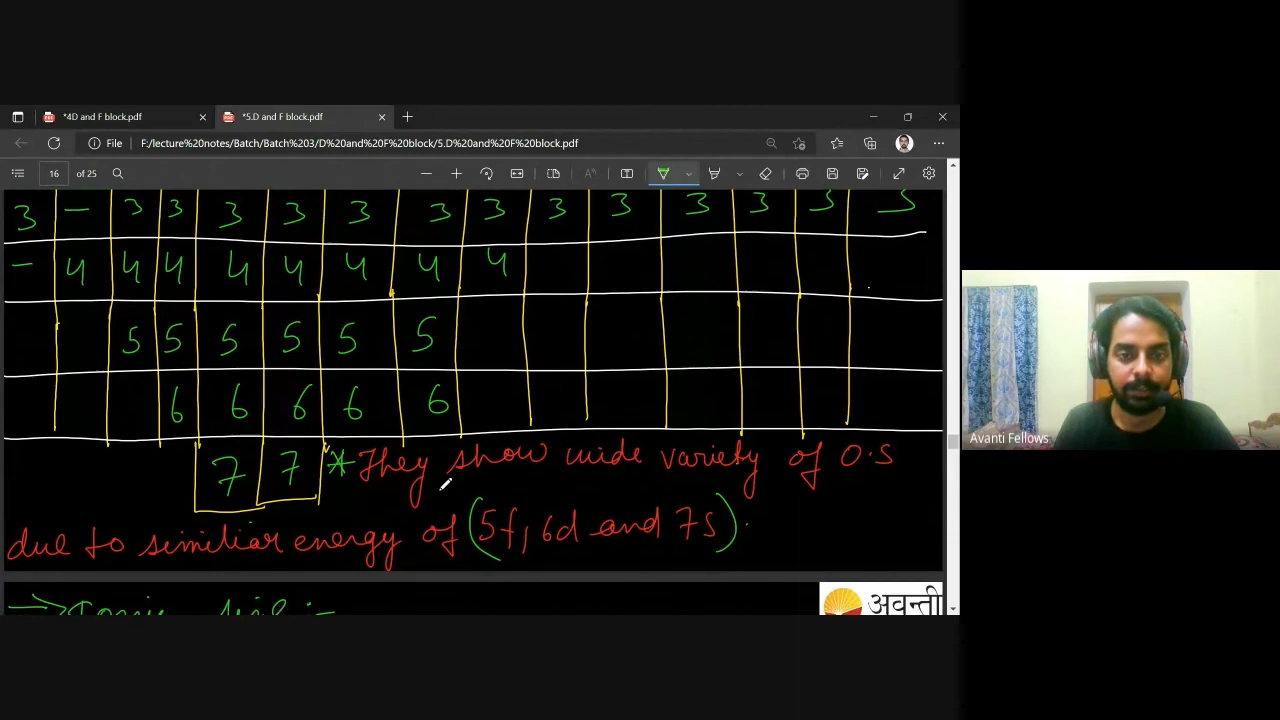 *4D and F block.pdf
*5.D and F block.pdf
File
F:/lecture%20notes/Batch/Batch%203/D%20and%20F%20block/5.D%20and%20F%20block.pdf
16 of 25
3 - 3 3 3 3 3 3 3 3 3 3 3 3 3
- 4 4 4 4 4 4 4 4
5 5 5 5 5 5
6 6 6 6 6
7 7 * They show wide variety of O.S
due to similiar energy of (5f, 6d and 7s).
अवन्ती
Avanti Fellows